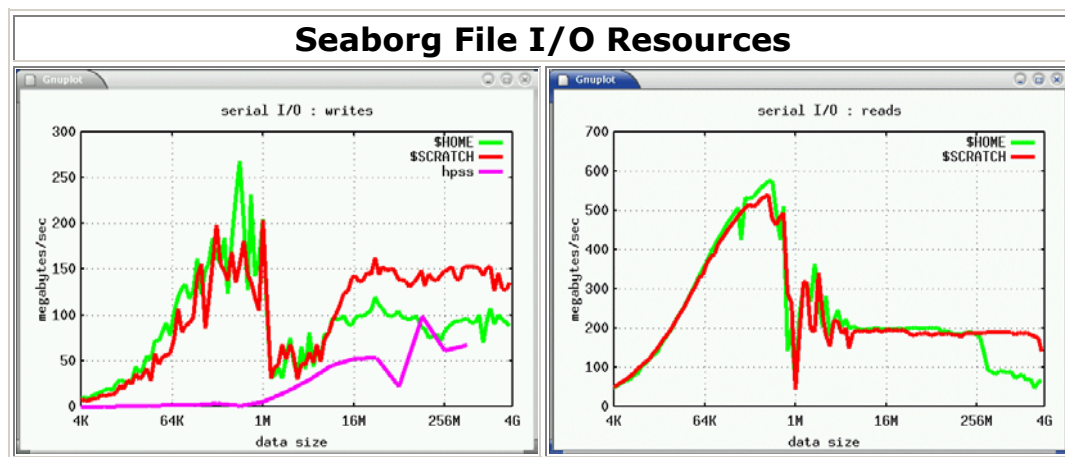 Seaborg File I/O Resources
Gnuplot
serial I/O : writes
300
250
200
150
100
50
0
megabytes/sec
$HOME
$SCRATCH
hpss
4K 64K 1M 16M 256M 4G
data size
Gnuplot
serial I/O : reads
700
600
500
400
300
200
100
0
megabytes/sec
$HOME
$SCRATCH
4K 64K 1M 16M 256M 4G
data size